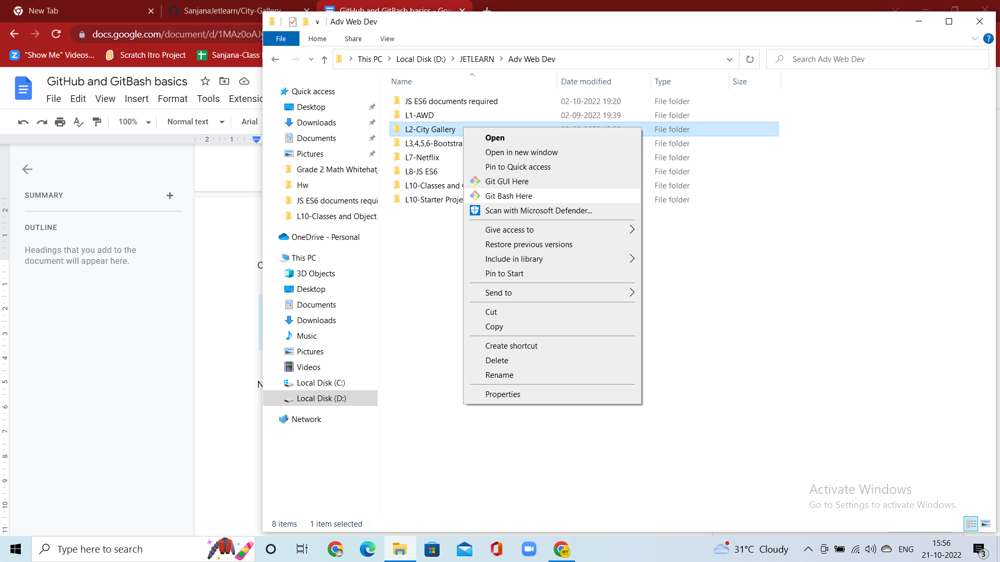 New Tab
SanjanaJetlearn/City-Gallery
GitHub and GitBash basics - Goo
docs.google.com/document/d/1MAz0oAJ
"Show Me" Videos...
Scratch Itro Project
Sanjana-Class
GitHub and GitBash basics
File Edit View Insert Format Tools Extensio
100% Normal text Arial
2 1
SUMMARY
OUTLINE
Headings that you add to the
document will appear here.
Adv Web Dev
File Home Share View
This PC Local Disk (D:) JETLEARN Adv Web Dev
Search Adv Web Dev
Quick access
Desktop
Downloads
Documents
Pictures
Grade 2 Math Whitehat
Hw
JS ES6 documents requi
L10-Classes and Object
OneDrive - Personal
This PC
3D Objects
Desktop
Documents
Downloads
Music
Pictures
Videos
Local Disk (C:)
Local Disk (D:)
Network
Name Date modified Type Size
JS ES6 documents required 02-10-2022 19:20 File folder
L1-AWD 02-09-2022 19:39 File folder
L2-City Gallery File folder
L3,4,5,6-Bootstra File folder
L7-Netflix File folder
L8-JS ES6 File folder
L10-Classes and File folder
L10-Starter Proje File folder
Open
Open in new window
Pin to Quick access
Git GUI Here
Git Bash Here
Scan with Microsoft Defender...
Give access to
Restore previous versions
Include in library
Pin to Start
Send to
Cut
Copy
Create shortcut
Delete
Rename
Properties
Activate Windows
Go to Settings to activate Windows.
8 items 1 item selected
Type here to search
31°C Cloudy
ENG
15:56
21-10-2022
3